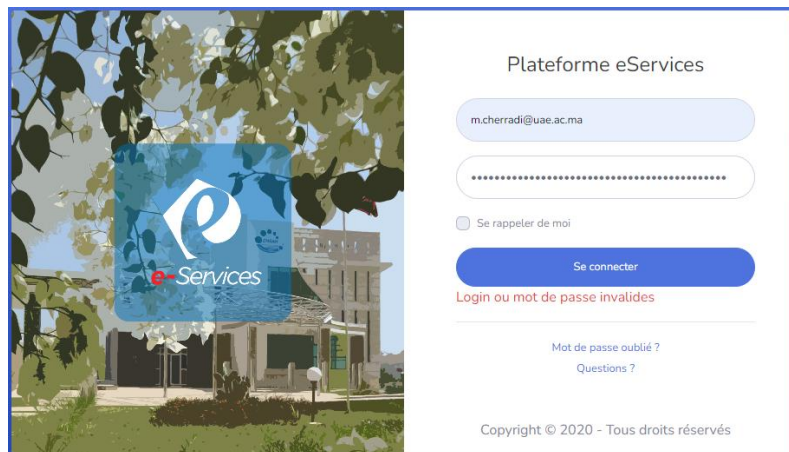 e-Services
Plateforme eServices
m.cherradi@uae.ac.ma
••••••••••••••••••••••••••••••••••••••••••••
Se rappeler de moi
Se connecter
Login ou mot de passe invalides
Mot de passe oublié ?
Questions ?
Copyright © 2020 - Tous droits réservés